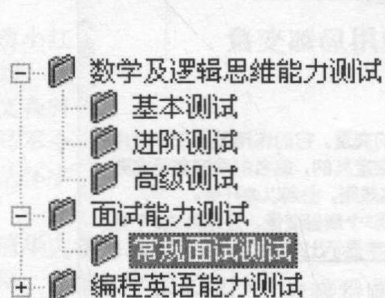 数学及逻辑思维能力测试
基本测试
进阶测试
高级测试
面试能力测试
常规面试测试
编程英语能力测试